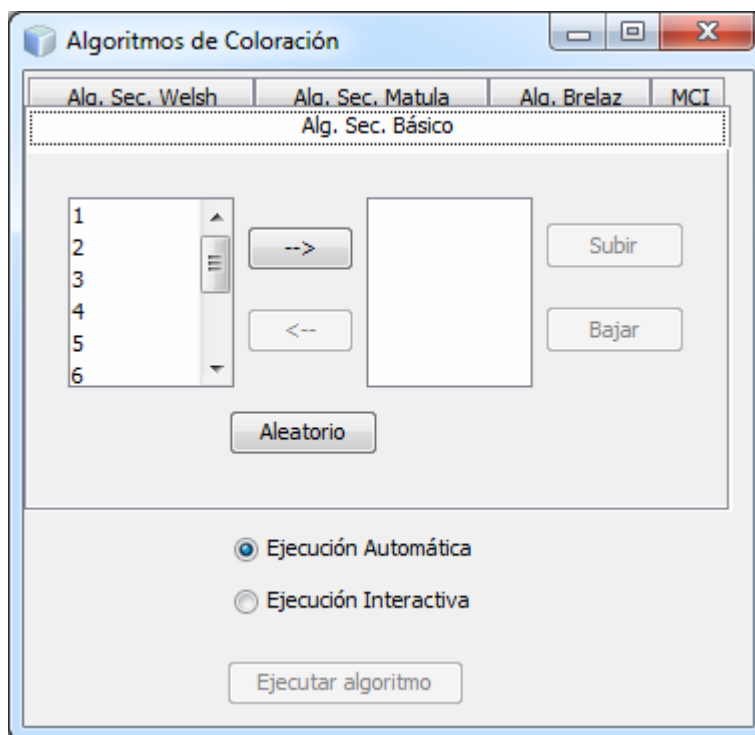 Algoritmos de Coloración
Alg. Sec. Welsh Alg. Sec. Matula Alg. Brelaz MCI
Alg. Sec. Básico
1
2
3
4
5
6
-->
<--
Subir
Bajar
Aleatorio
Ejecución Automática
Ejecución Interactiva
Ejecutar algoritmo